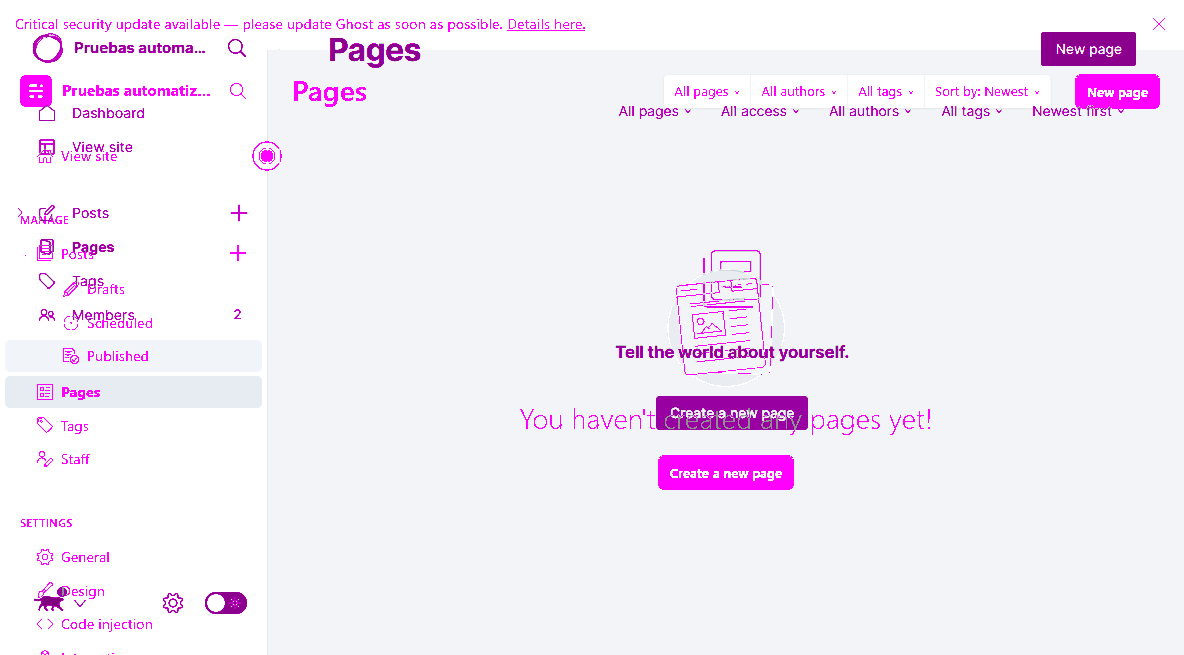 Critical security update available — please update Ghost as soon as possible. Details here.
Pruebas automa...
Pages
New page
Pruebas automatiz...
Pages
All pages
All authors
All tags
Sort by: Newest
New page
Dashboard
All pages
All access
All authors
All tags
Newest first
View site
View site
Posts
MANAGE
Pages
Posts
Tags
Drafts
Members
2
Scheduled
Published
Tell the world about yourself.
Pages
Create a new page
You haven't created any pages yet!
Tags
Staff
Create a new page
SETTINGS
General
Design
Code injection